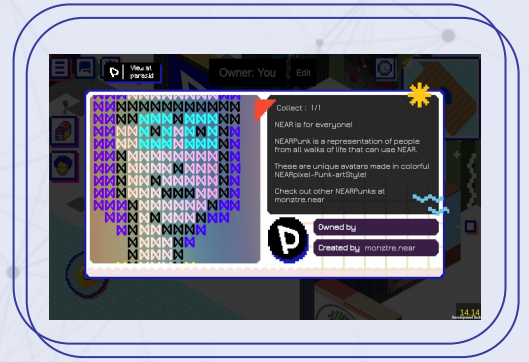 View at
paras.id
Owner: You
Edit
Collect : 1/1
NEAR is for everyone!
NEARPunk is a representation of people
from all walks of life that can use NEAR.
These are unique avatars made in colorful
NEARpixel-Punk-artStyle!
Check out other NEARPunks at
monztre.near
Owned by
Created by monztre.near
14.14
Development Build